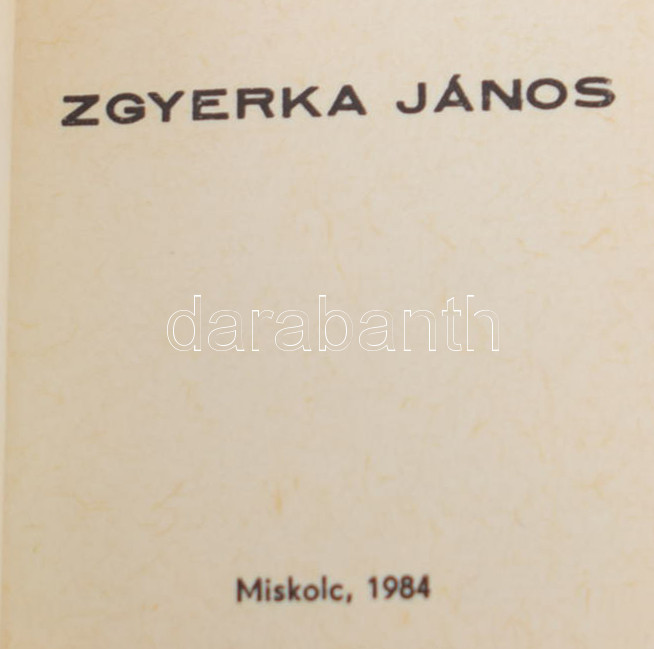 ZGYERKA JÁNOS
darabanth
Miskolc, 1984